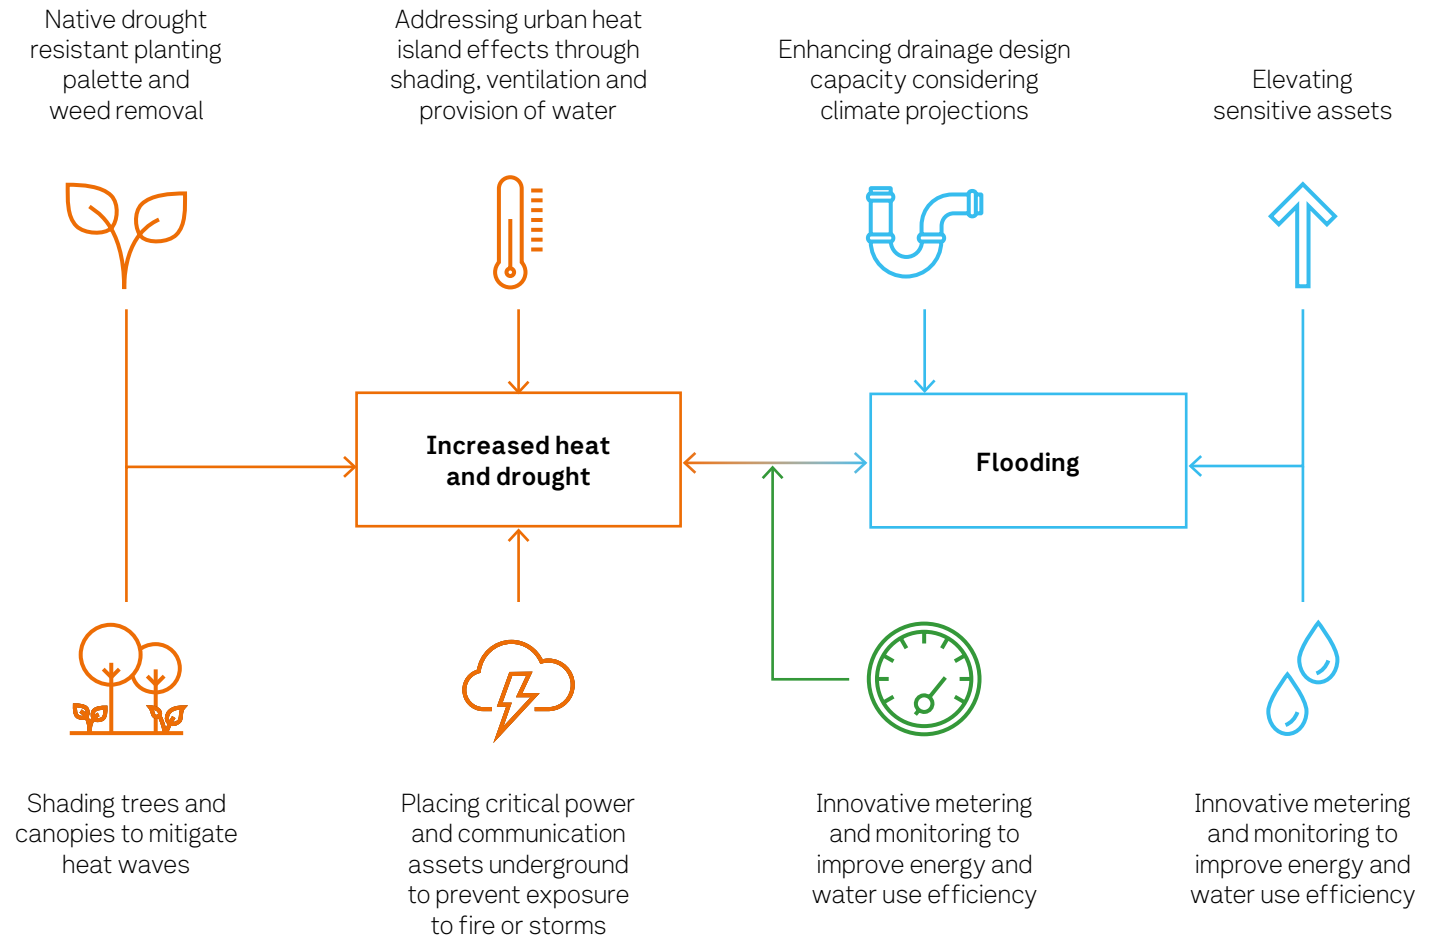 Native drought
resistant planting
palette and
weed removal
Addressing urban heat
island effects through
shading, ventilation and
provision of water
Enhancing drainage design
capacity considering
climate projections
Elevating
sensitive assets
Increased heat
and drought
Flooding
Shading trees and
canopies to mitigate
heat waves
Placing critical power
and communication
assets underground
to prevent exposure
to fire or storms
Innovative metering
and monitoring to
improve energy and
water use efficiency
Innovative metering
and monitoring to
improve energy and
water use efficiency